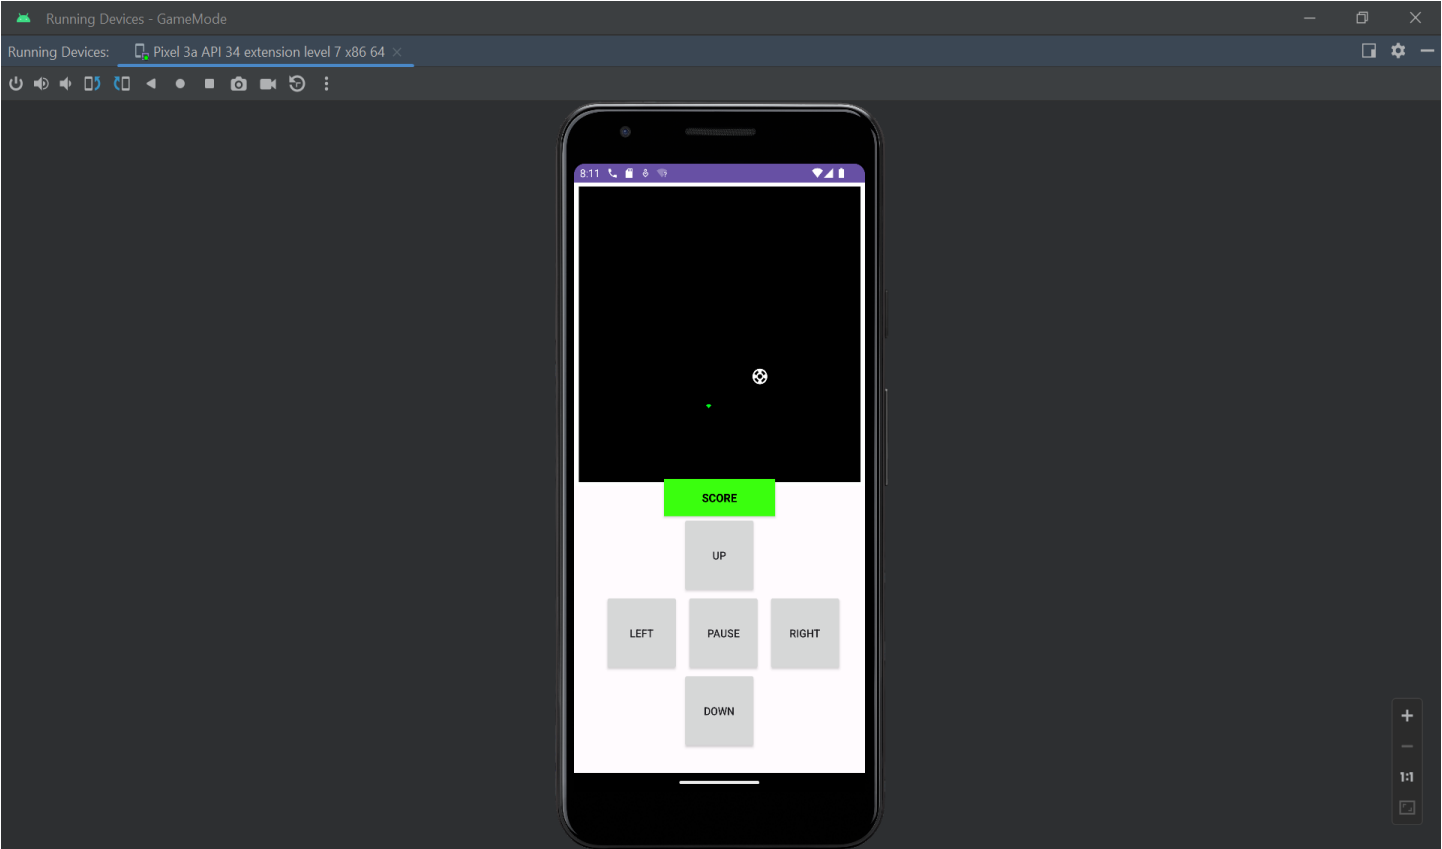 Running Devices - GameMode
Running Devices: Pixel 3a API 34 extension level 7 x86 64
8:11
SCORE
UP
LEFT PAUSE RIGHT
DOWN
1:1